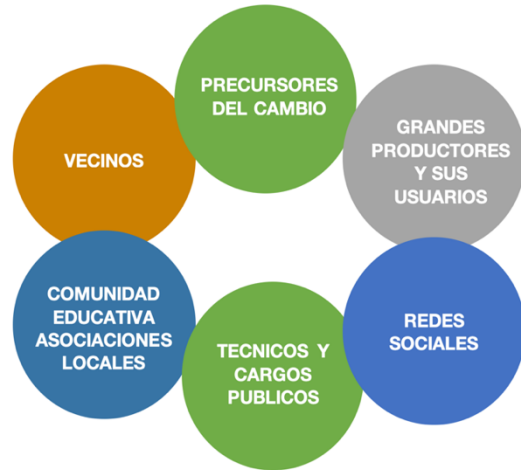 PRECURSORES
DEL CAMBIO
GRANDES
PRODUCTORES
Y SUS
USUARIOS
REDES
SOCIALES
TECNICOS Y
CARGOS
PUBLICOS
COMUNIDAD
EDUCATIVA
ASOCIACIONES
LOCALES
VECINOS